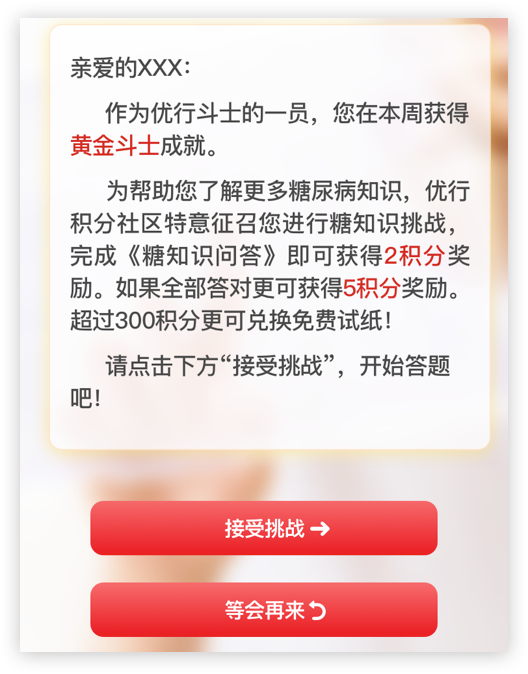 亲爱的XXX：
作为优行斗士的一员，您在本周获得
黄金斗士成就。
为帮助您了解更多糖尿病知识，优行
积分社区特意征召您进行糖知识挑战，
完成《糖知识问答》即可获得2积分奖
励。如果全部答对更可获得5积分奖励。
超过300积分更可兑换免费试纸！
请点击下方“接受挑战”，开始答题
吧！
接受挑战 →
等会再来